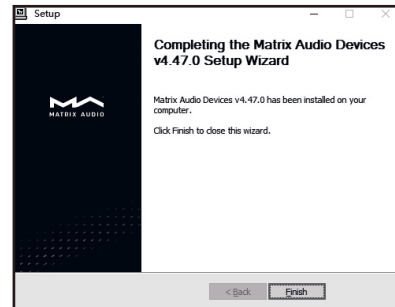 Setup
Completing the Matrix Audio Devices
v4.47.0 Setup Wizard
MATRIX AUDIO
Matrix Audio Devices v4.47.0 has been installed on your
computer.
Click Finish to close this wizard.
< Back
Finish